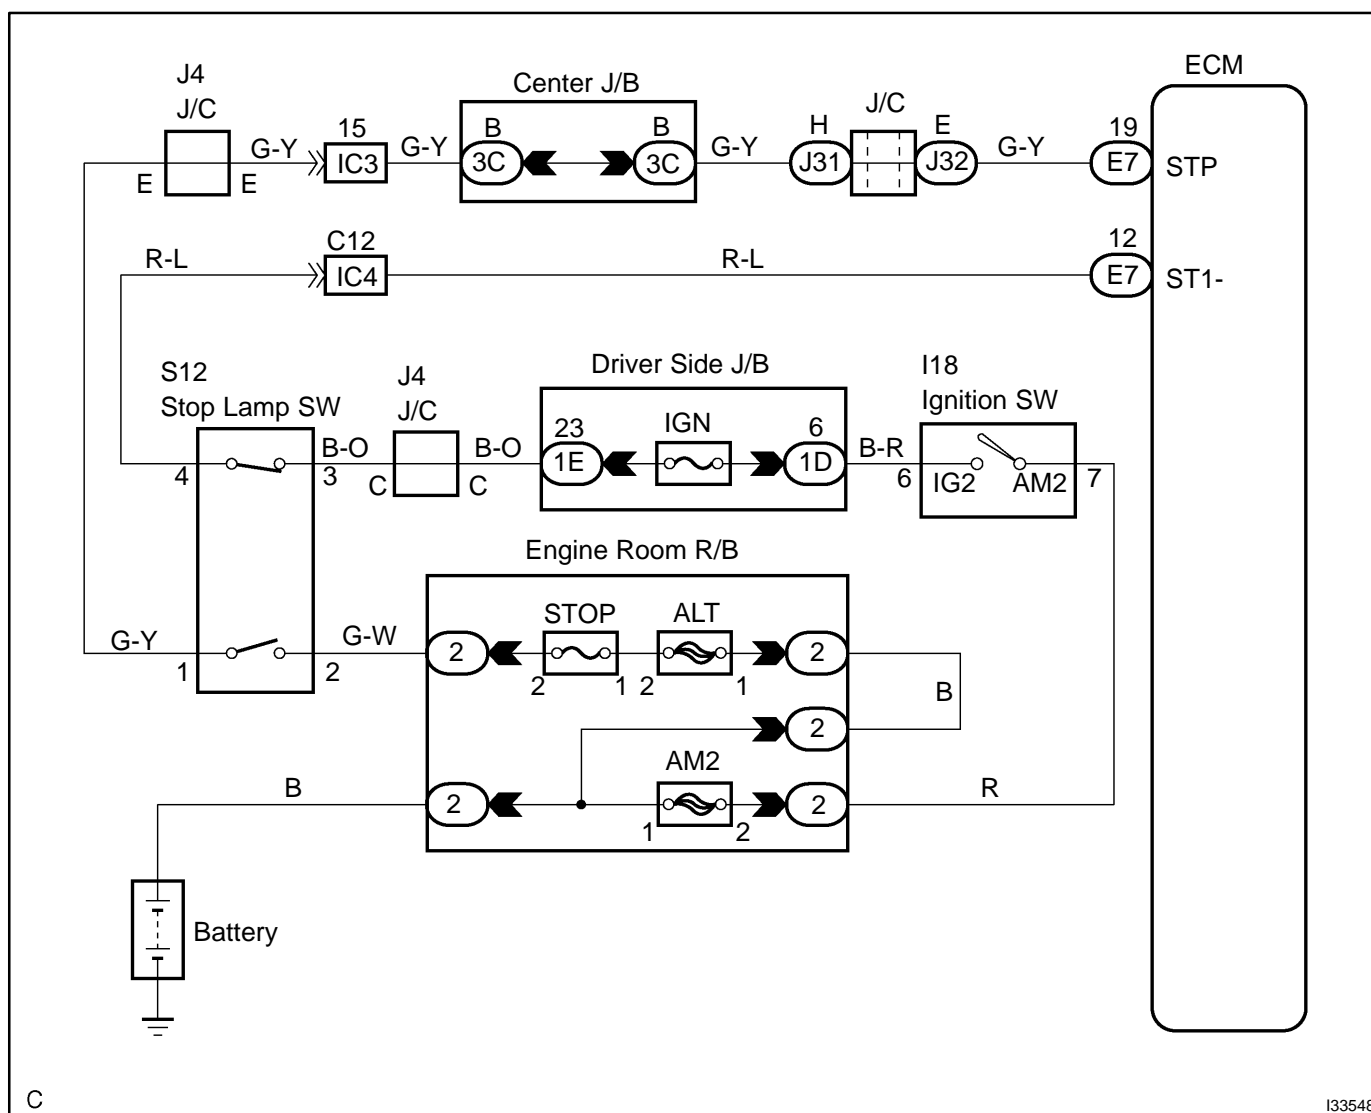 ECM
J4
J/C
Center J/B
J/C
15
B
B
H
E
19
G-Y
IC3
G-Y
3C
3C
G-Y
J31
J32
G-Y
E7
STP
E
E
C12
12
R-L
IC4
R-L
E7
ST1-
S12
Stop Lamp SW
J4
J/C
Driver Side J/B
I18
Ignition SW
B-O
B-O
23
IGN
6
B-R
4
3
C
C
1E
1D
6
IG2
AM2
7
Engine Room R/B
STOP
ALT
G-Y
G-W
2
2
1
2
2
1
2
1
B
2
AM2
B
2
2
R
1
2
Battery
C
I33548